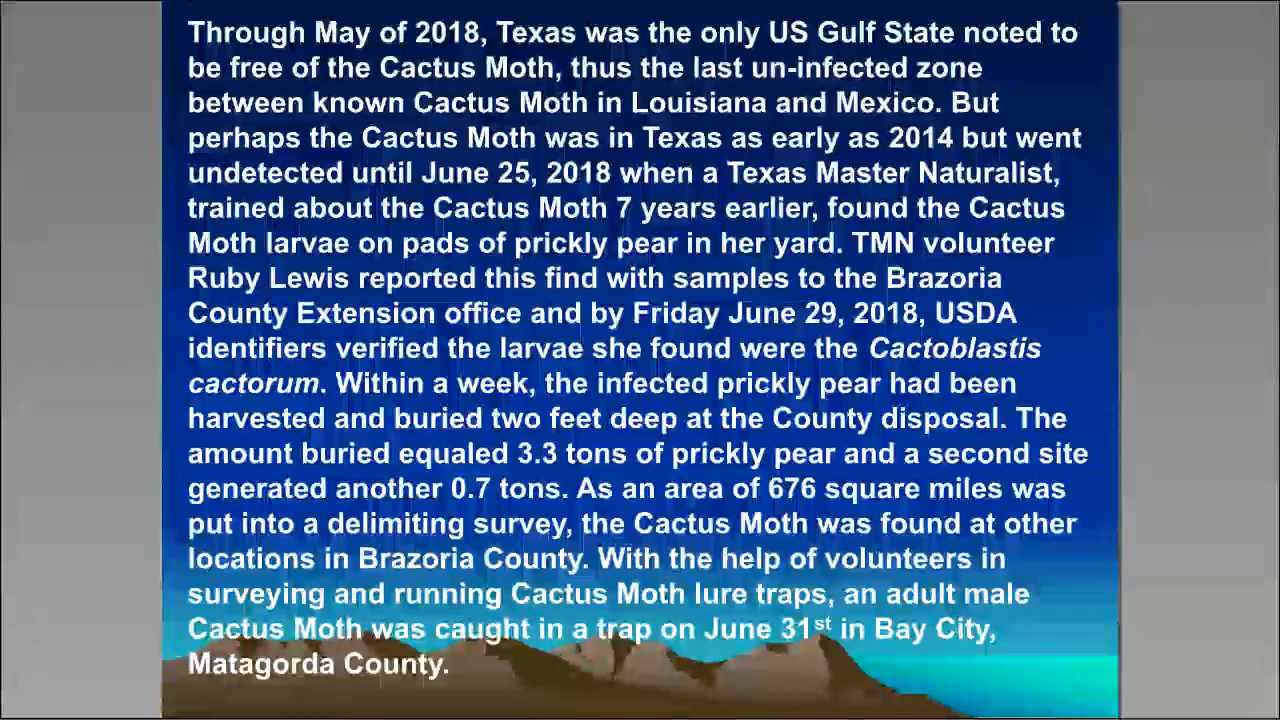 Through May of 2018, Texas was the only US Gulf State noted to
be free of the Cactus Moth, thus the last un-infected zone
between known Cactus Moth in Louisiana and Mexico. But
perhaps the Cactus Moth was in Texas as early as 2014 but went
undetected until June 25, 2018 when a Texas Master Naturalist,
trained about the Cactus Moth 7 years earlier, found the Cactus
Moth larvae on pads of prickly pear in her yard. TMN volunteer
Ruby Lewis reported this find with samples to the Brazoria
County Extension office and by Friday June 29, 2018, USDA
identifiers verified the larvae she found were the Cactoblastis
cactorum. Within a week, the infected prickly pear had been
harvested and buried two feet deep at the County disposal. The
amount buried equaled 3.3 tons of prickly pear and a second site
generated another 0.7 tons. As an area of 676 square miles was
put into a delimiting survey, the Cactus Moth was found at other
locations in Brazoria County. With the help of volunteers in
surveying and running Cactus Moth lure traps, an adult male
Cactus Moth was caught in a trap on June 31st in Bay City,
Matagorda County.